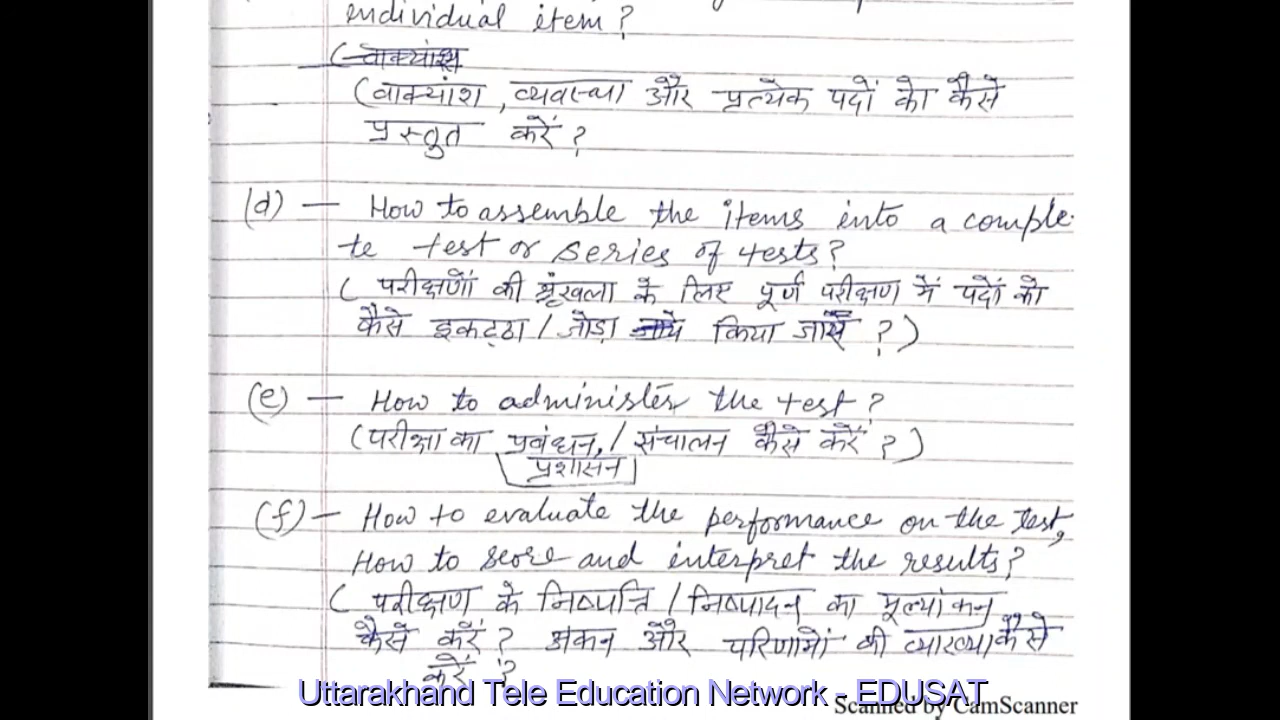 individual item?
(वाक्यांश
(वाक्यांश, व्यवस्था और प्रत्येक पदों को कैसे
प्रस्तुत करें?
(d) — How to assemble the items into a comple-
te test or series of tests?
( परीक्षणों की श्रृंखला के लिए पूर्ण परीक्षण में पदों को
कैसे इकट्ठा / जोड़ा जाये किया जाएँ ?)
(e) — How to administer the test?
(परीक्षा का प्रबंधन, / संचालन कैसे करें ?)
प्रशासन
(f) — How to evaluate the performance on the test,
How to score and interpret the results?
( परीक्षण के निष्पत्ति / निष्पादन का मूल्यांकन
कैसे करें? अंकन और परिणामों की व्याख्या कैसे
करें ?
Uttarakhand Tele Education Network - EDUSAT
Scanned by CamScanner